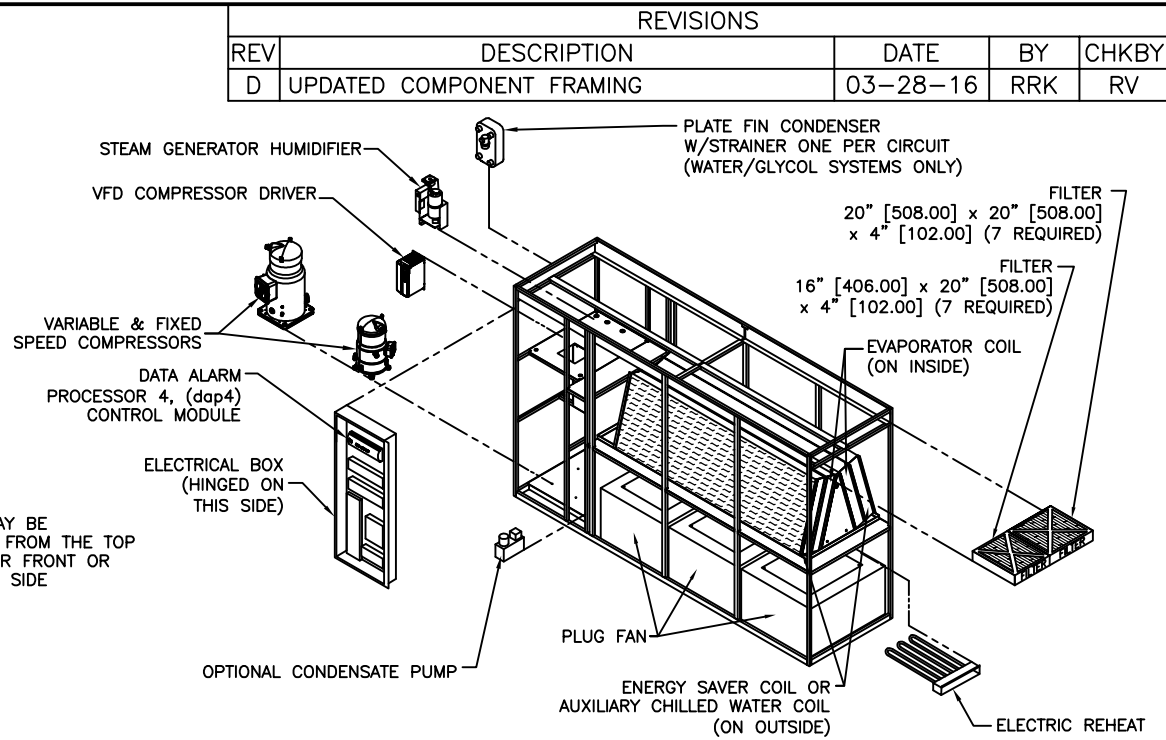 REVISIONS
REV DESCRIPTION DATE BY CHKBY
D UPDATED COMPONENT FRAMING 03-28-16 RRK RV
PLATE FIN CONDENSER
W/STRAINER ONE PER CIRCUIT
(WATER/GLYCOL SYSTEMS ONLY)
STEAM GENERATOR HUMIDIFIER
VFD COMPRESSOR DRIVER
FILTER
20" [508.00] x 20" [508.00]
x 4" [102.00] (7 REQUIRED)
FILTER
16" [406.00] x 20" [508.00]
x 4" [102.00] (7 REQUIRED)
VARIABLE & FIXED
SPEED COMPRESSORS
EVAPORATOR COIL
(ON INSIDE)
DATA ALARM
PROCESSOR 4, (dap4)
CONTROL MODULE
ELECTRICAL BOX
(HINGED ON
THIS SIDE)
AY BE
FROM THE TOP
R FRONT OR
SIDE
FILTER
FILTER
PLUG FAN
OPTIONAL CONDENSATE PUMP
ENERGY SAVER COIL OR
AUXILIARY CHILLED WATER COIL
(ON OUTSIDE)
ELECTRIC REHEAT